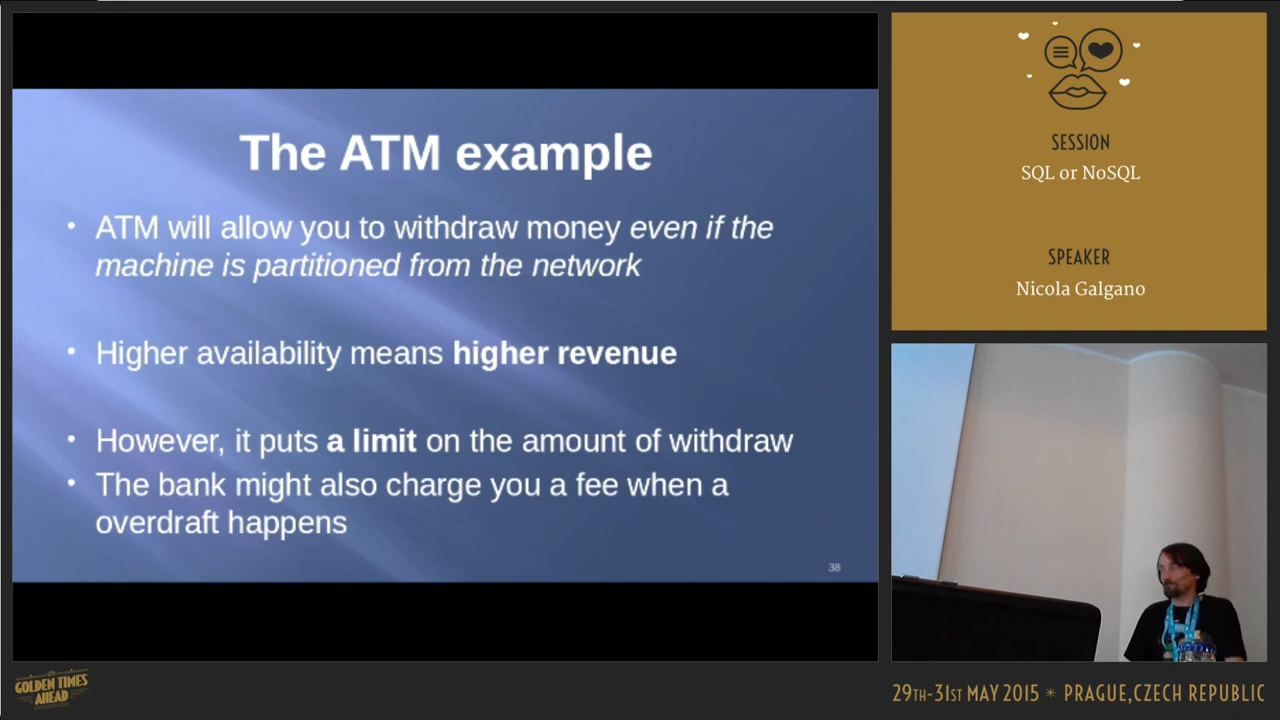 The ATM example
• ATM will allow you to withdraw money even if the
machine is partitioned from the network
• Higher availability means higher revenue
• However, it puts a limit on the amount of withdraw
• The bank might also charge you a fee when a
overdraft happens
38
SESSION
SQL or NoSQL
SPEAKER
Nicola Galgano
GOLDEN TIMES
AHEAD
29TH-31ST MAY 2015 * PRAGUE,CZECH REPUBLIC